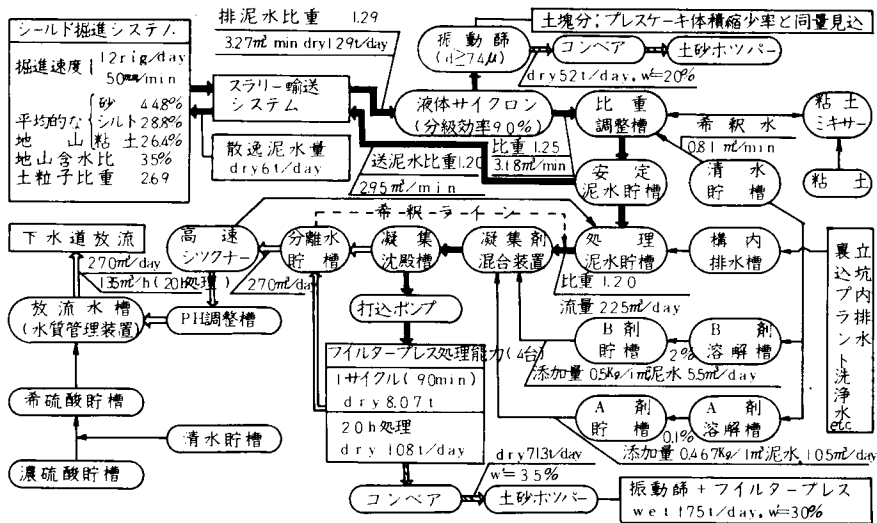 シールド掘進システム
掘進速度 12rig/day
50mm/min
平均的な地山
砂 44.8%
シルト 28.8%
粘土 26.4%
地山含水比 35%
土粒子比重 2.69
排泥水比重 1.29
3.27m³ min dry129t/day
スラリー輸送
システム
散逸泥水量
dry6t/day
振動師
(d≧74μ)
土塊分;プレスケーキ体積縮少率と同量見込
コンベア
土砂ホッパー
dry52t/day, w=20%
液体サイクロン
(分級効率90%)
比重1.25
3.18m³/min
送泥水比重1.20
2.95m³/min
比重
調整槽
希釈水
0.81m³/min
粘土
ミキサー
粘土
安定
泥水貯槽
清水
貯槽
希釈ライン
下水道放流
270m³/day
13.5m³/h(20h処理)
高速
シックナー
分離水
貯槽
270m³/day
凝集
沈殿槽
凝集剤
混合装置
処理
泥水貯槽
構内
排水槽
立坑内排水
裏込プラント洗浄水
etc
比重1.20
流量225m³/day
放流水槽
(水質管理装置)
PH調整槽
打込ポンプ
フイルタープレス処理能力(4台)
1サイクル(90min)
dry8.07t
20h処理
dry108t/day
B剤
貯槽
2%
B剤
溶解槽
添加量0.5Kg/1m³泥水5.5m³/day
希硫酸貯槽
A剤
貯槽
0.1%
A剤
溶解槽
添加量0.467Kg/1m³泥水105m³/day
清水貯槽
濃硫酸貯槽
dry71.3t/day
w=35%
コンベア
土砂ホッパー
振動師+フイルタープレス
wet175t/day, w=30%